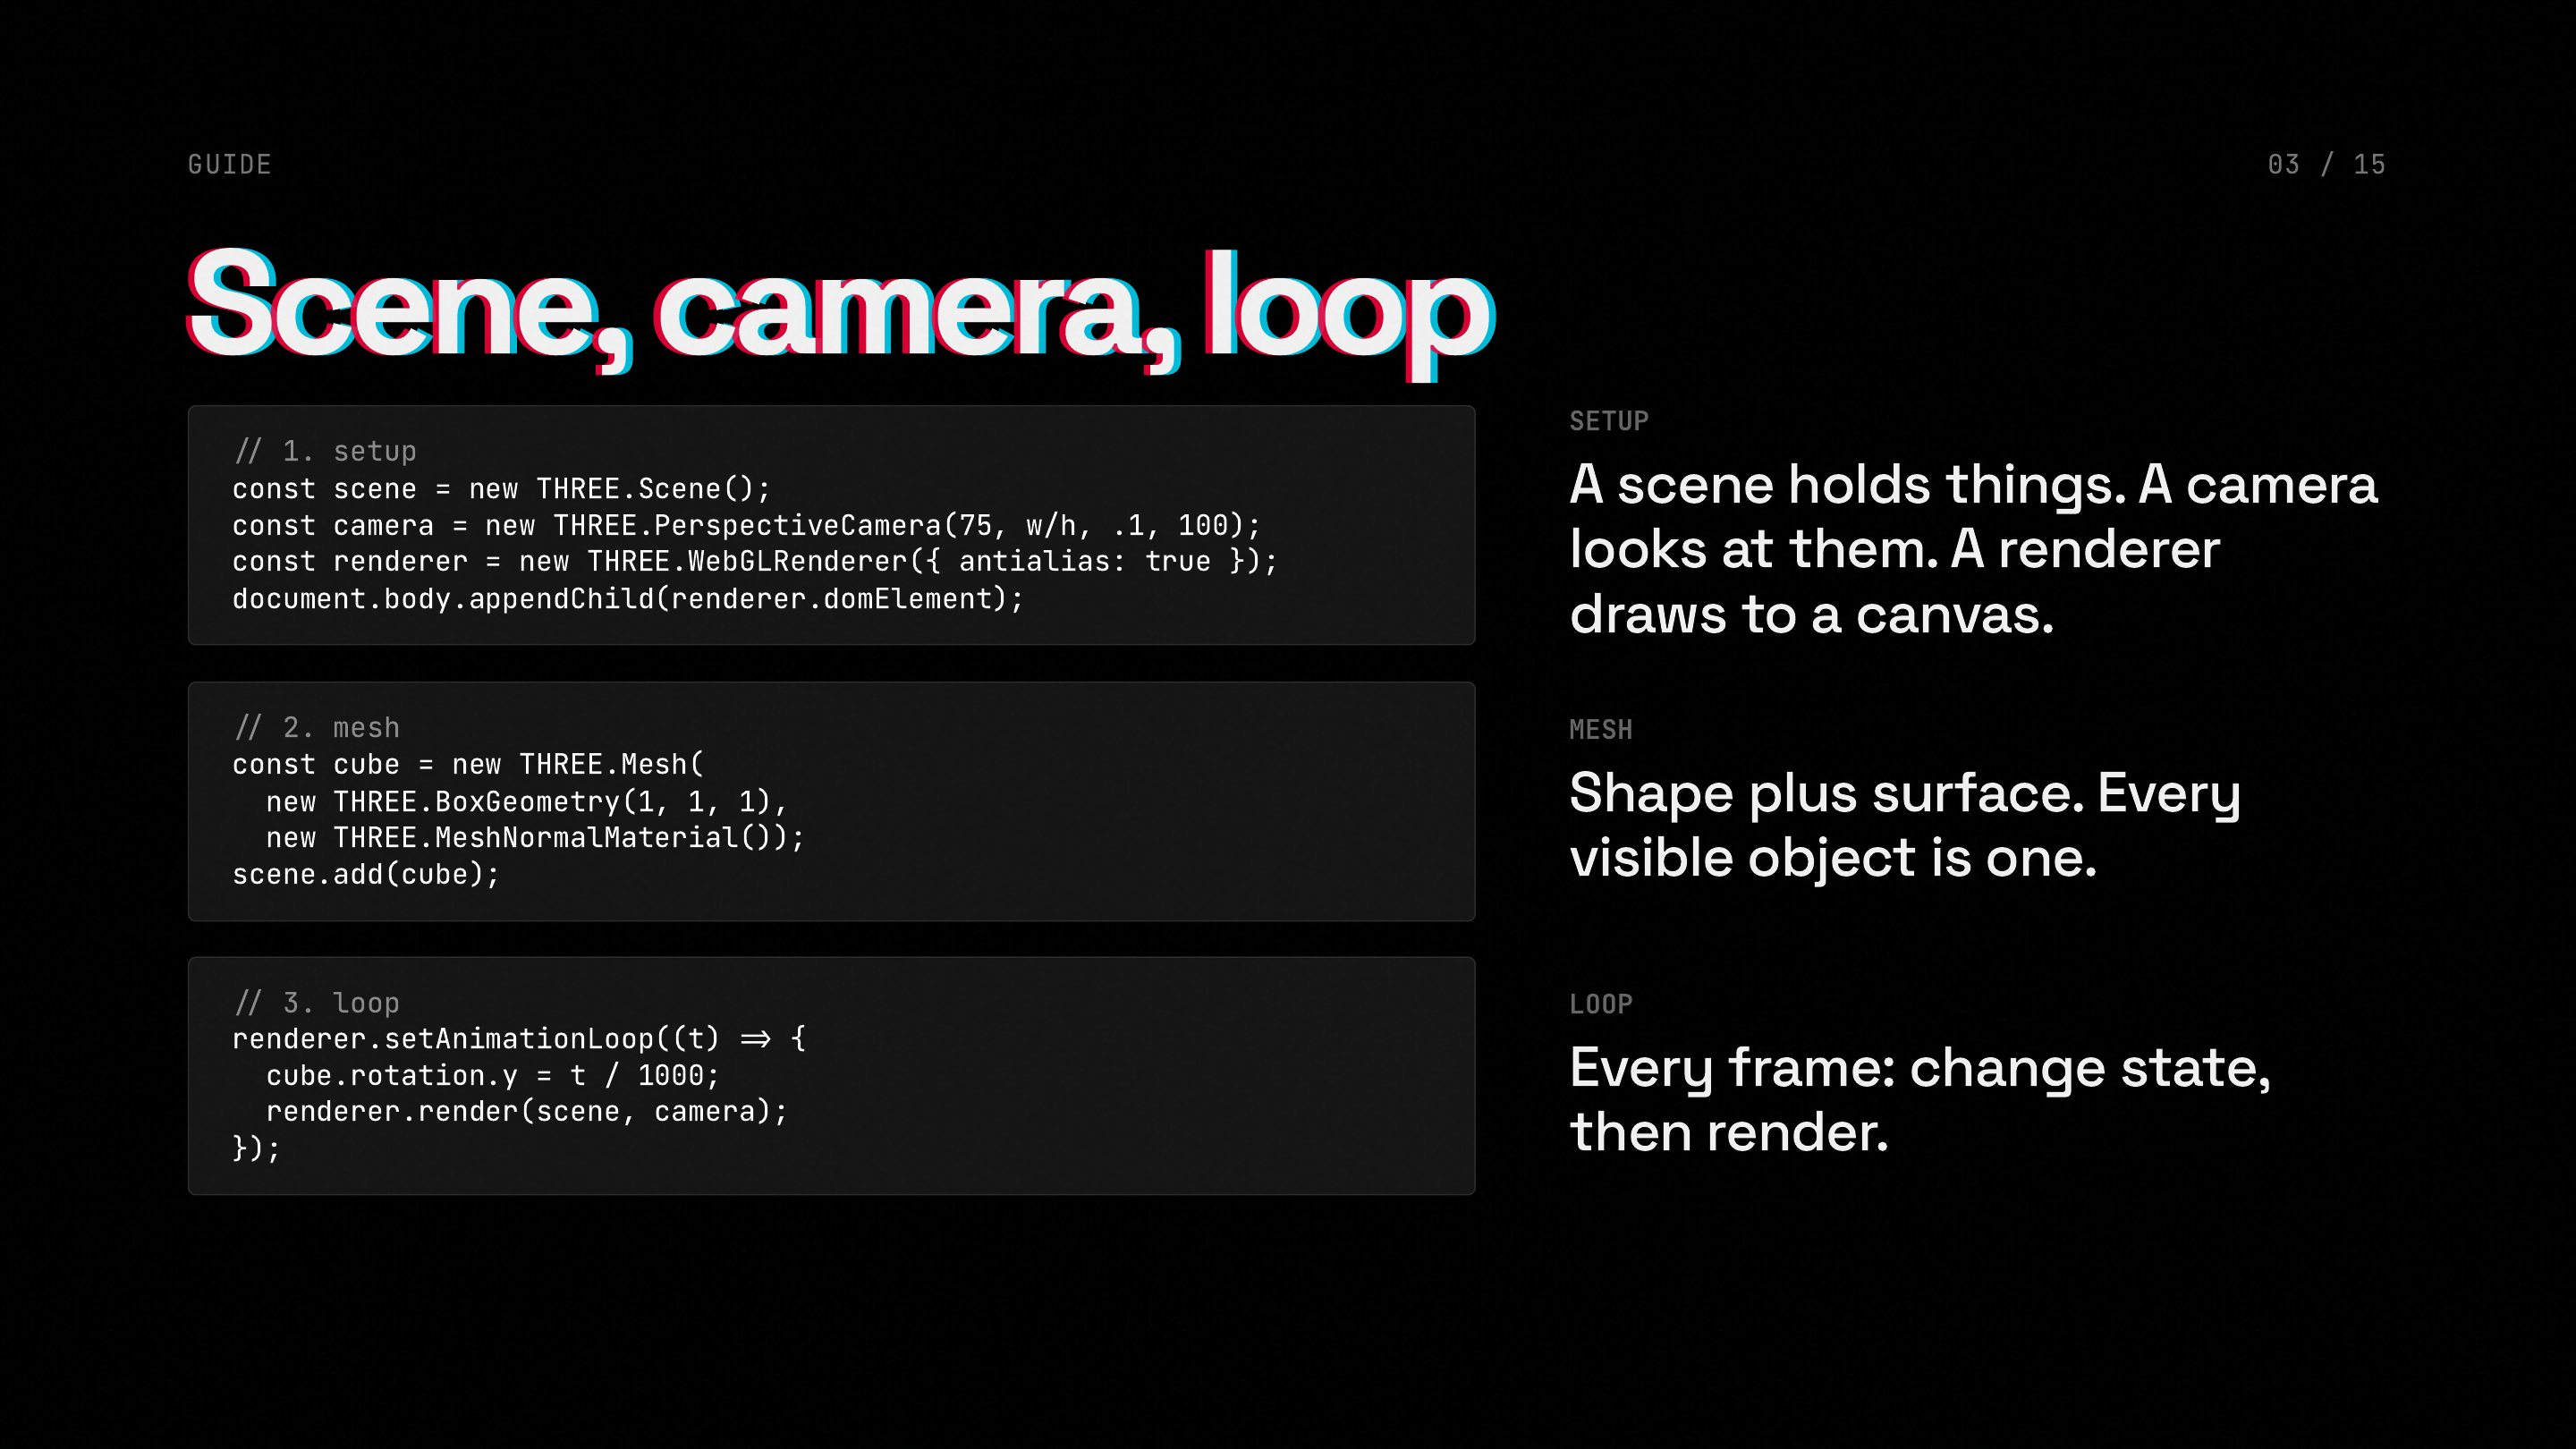 GUIDE
03 / 15
Scene, camera, loop
// 1. setup
const scene = new THREE.Scene();
const camera = new THREE.PerspectiveCamera(75, w/h, .1, 100);
const renderer = new THREE.WebGLRenderer({ antialias: true });
document.body.appendChild(renderer.domElement);
SETUP
A scene holds things. A camera
looks at them. A renderer
draws to a canvas.
// 2. mesh
const cube = new THREE.Mesh(
  new THREE.BoxGeometry(1, 1, 1),
  new THREE.MeshNormalMaterial());
scene.add(cube);
MESH
Shape plus surface. Every
visible object is one.
// 3. loop
renderer.setAnimationLoop((t) => {
  cube.rotation.y = t / 1000;
  renderer.render(scene, camera);
});
LOOP
Every frame: change state,
then render.